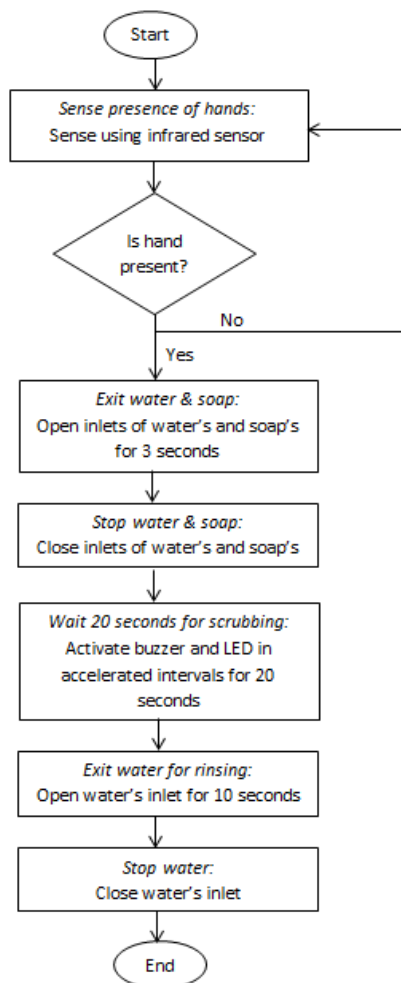 Start
Sense presence of hands:
Sense using infrared sensor
Is hand
present?
No
Yes
Exit water & soap:
Open inlets of water's and soap's
for 3 seconds
Stop water & soap:
Close inlets of water's and soap's
Wait 20 seconds for scrubbing:
Activate buzzer and LED in
accelerated intervals for 20
seconds
Exit water for rinsing:
Open water's inlet for 10 seconds
Stop water:
Close water's inlet
End